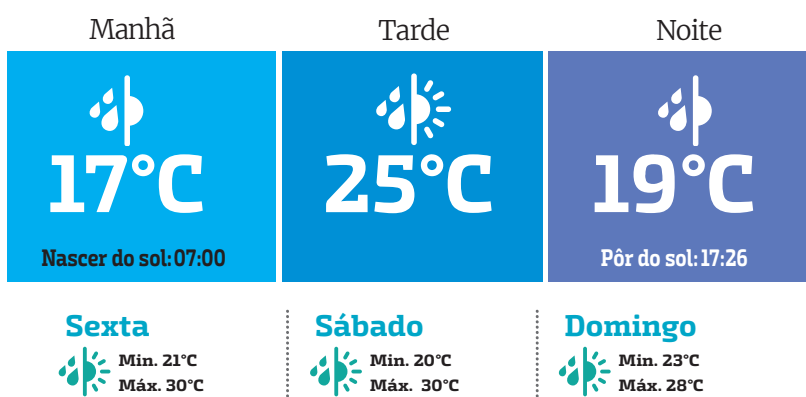 Manhã
Tarde
Noite
17°C
25°C
19°C
Nascer do sol: 07:00
Pôr do sol: 17:26
Sexta
Min. 21°C
Máx. 30°C
Sábado
Min. 20°C
Máx. 30°C
Domingo
Min. 23°C
Máx. 28°C